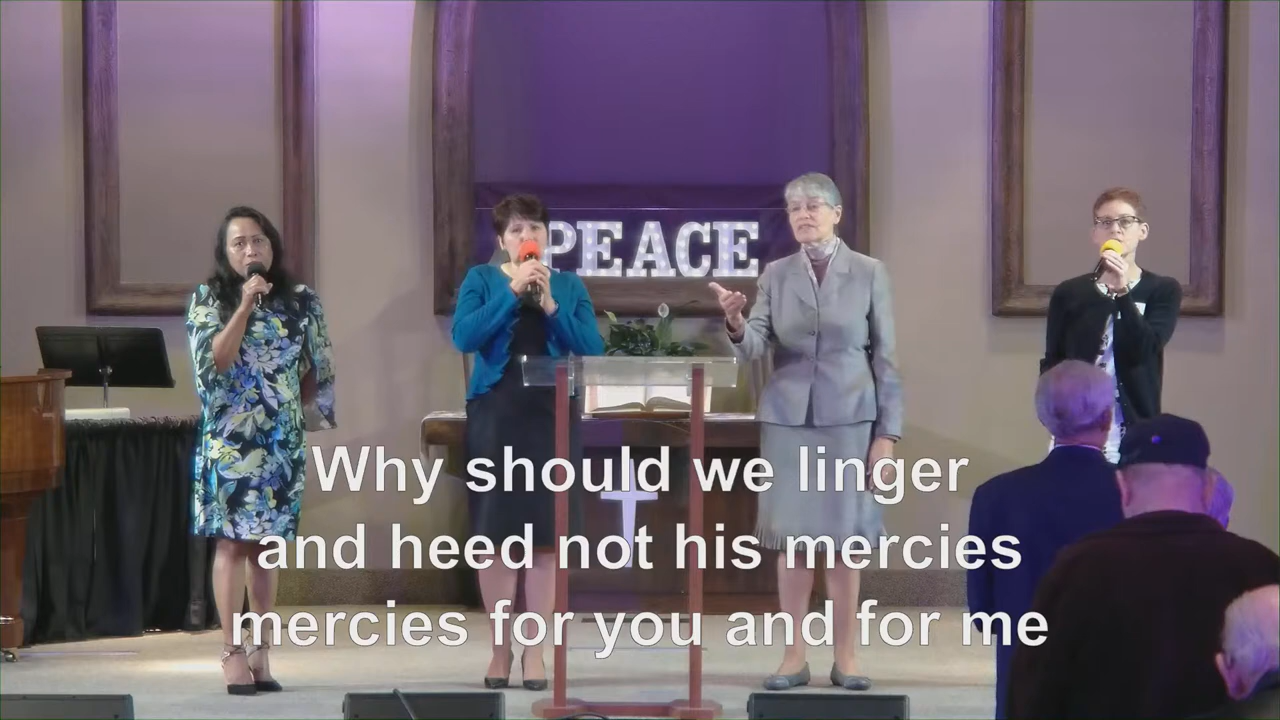 PEACE
Why should we linger
and heed not his mercies
mercies for you and for me